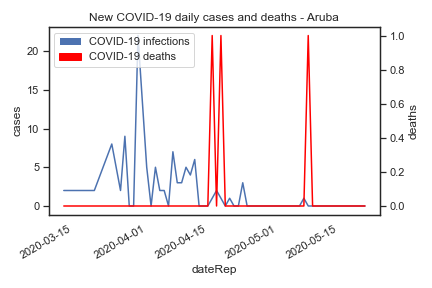 New COVID-19 daily cases and deaths - Aruba
COVID-19 infections
COVID-19 deaths
20
15
10
5
0
cases
1.0
0.8
0.6
0.4
0.2
0.0
deaths
2020-03-15
2020-04-01
2020-04-15
2020-05-01
2020-05-15
dateRep